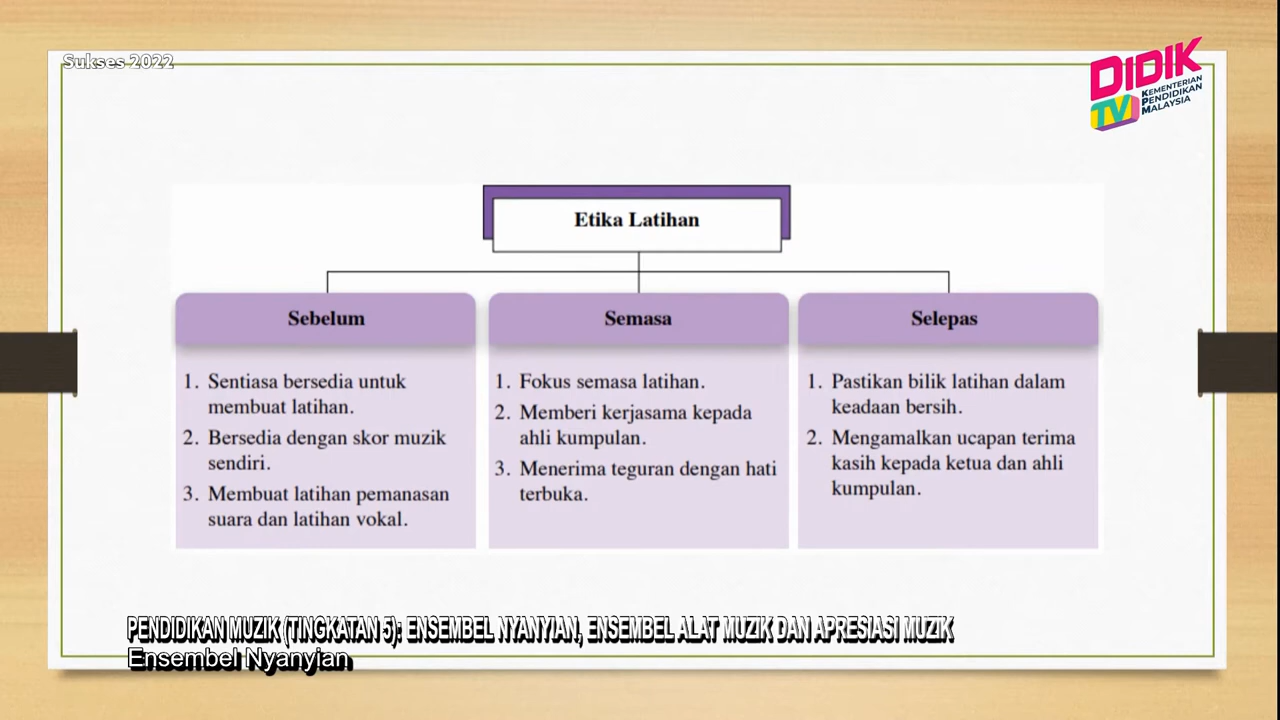 Sukses 2022
DIDIK
TV
KEMENTERIAN
PENDIDIKAN
MALAYSIA
Etika Latihan
Sebelum
1. Sentiasa bersedia untuk
membuat latihan.
2. Bersedia dengan skor muzik
sendiri.
3. Membuat latihan pemanasan
suara dan latihan vokal.
Semasa
1. Fokus semasa latihan.
2. Memberi kerjasama kepada
ahli kumpulan.
3. Menerima teguran dengan hati
terbuka.
Selepas
1. Pastikan bilik latihan dalam
keadaan bersih.
2. Mengamalkan ucapan terima
kasih kepada ketua dan ahli
kumpulan.
PENDIDIKAN MUZIK (TINGKATAN 5): ENSEMBEL NYANYIAN, ENSEMBEL ALAT MUZIK DAN APRESIASI MUZIK
Ensembel Nyanyian